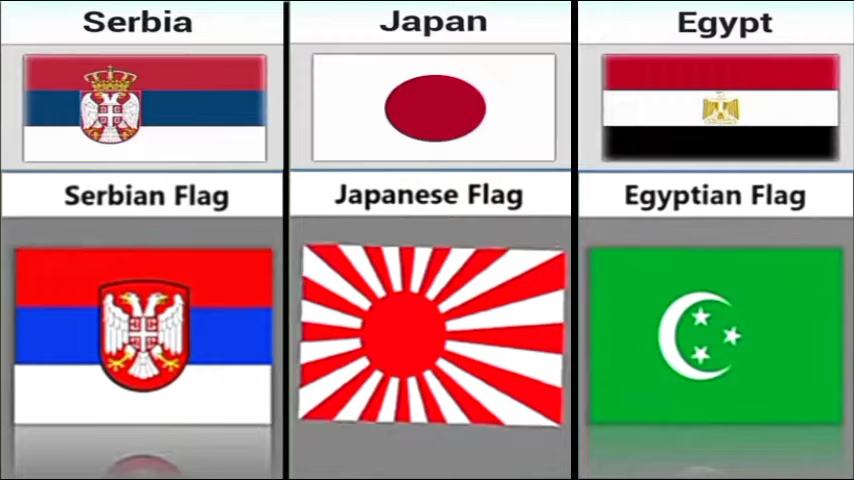 Serbia
Japan
Egypt
Serbian Flag
Japanese Flag
Egyptian Flag